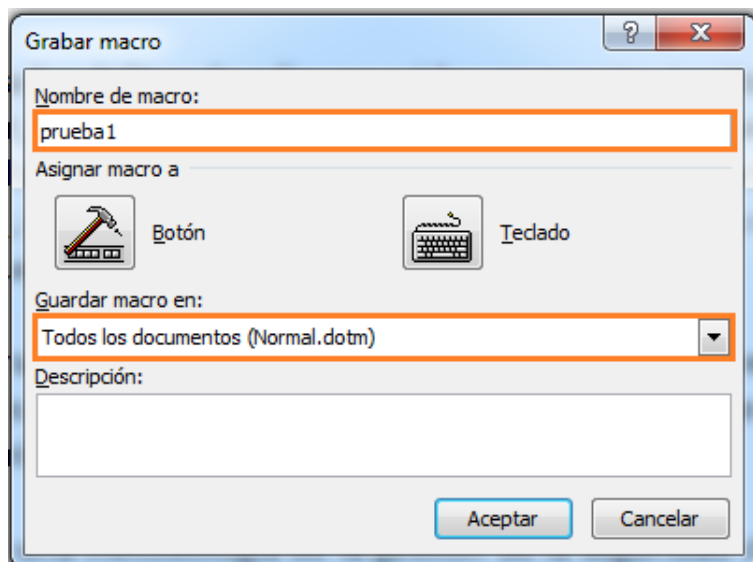 Grabar macro
Nombre de macro:
prueba1
Asignar macro a
Botón
Teclado
Guardar macro en:
Todos los documentos (Normal.dotm)
Descripción:
Aceptar
Cancelar